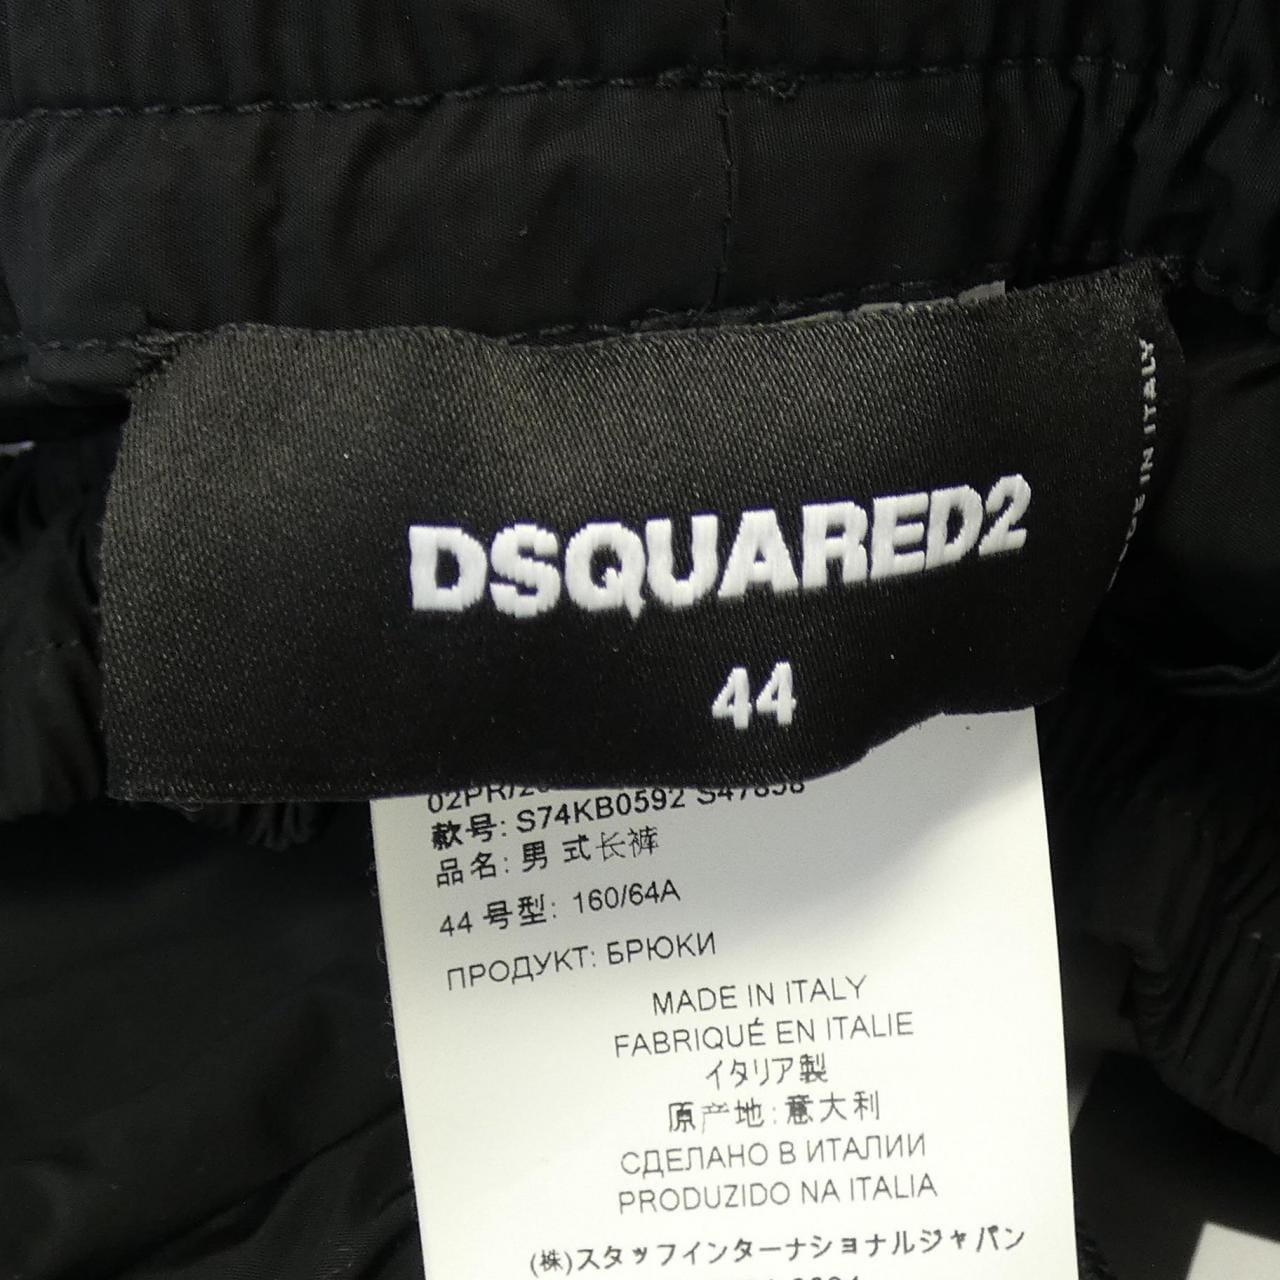 DSQUARED2
44
MADE IN ITALY
02PR/20
款号: S74KB0592 S47858
品名: 男 式长裤
44 号型: 160/64A
ПРОДУКТ: БРЮКИ
MADE IN ITALY
FABRIQUÉ EN ITALIE
イタリア製
原产地: 意大利
СДЕЛАНО В ИТАЛИИ
PRODUZIDO NA ITALIA
(株)スタッフインターナショナルジャパン